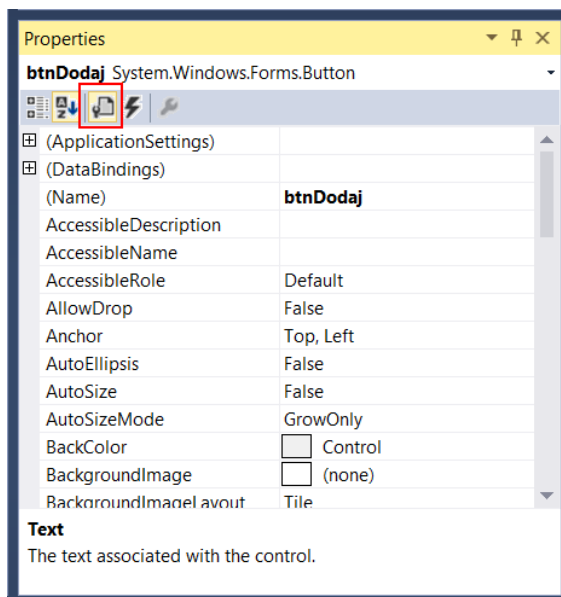 Properties
btnDodaj System.Windows.Forms.Button
(ApplicationSettings)
(DataBindings)
(Name) btnDodaj
AccessibleDescription
AccessibleName
AccessibleRole Default
AllowDrop False
Anchor Top, Left
AutoEllipsis False
AutoSize False
AutoSizeMode GrowOnly
BackColor Control
BackgroundImage (none)
BackgroundImageLayout Tile
Text
The text associated with the control.